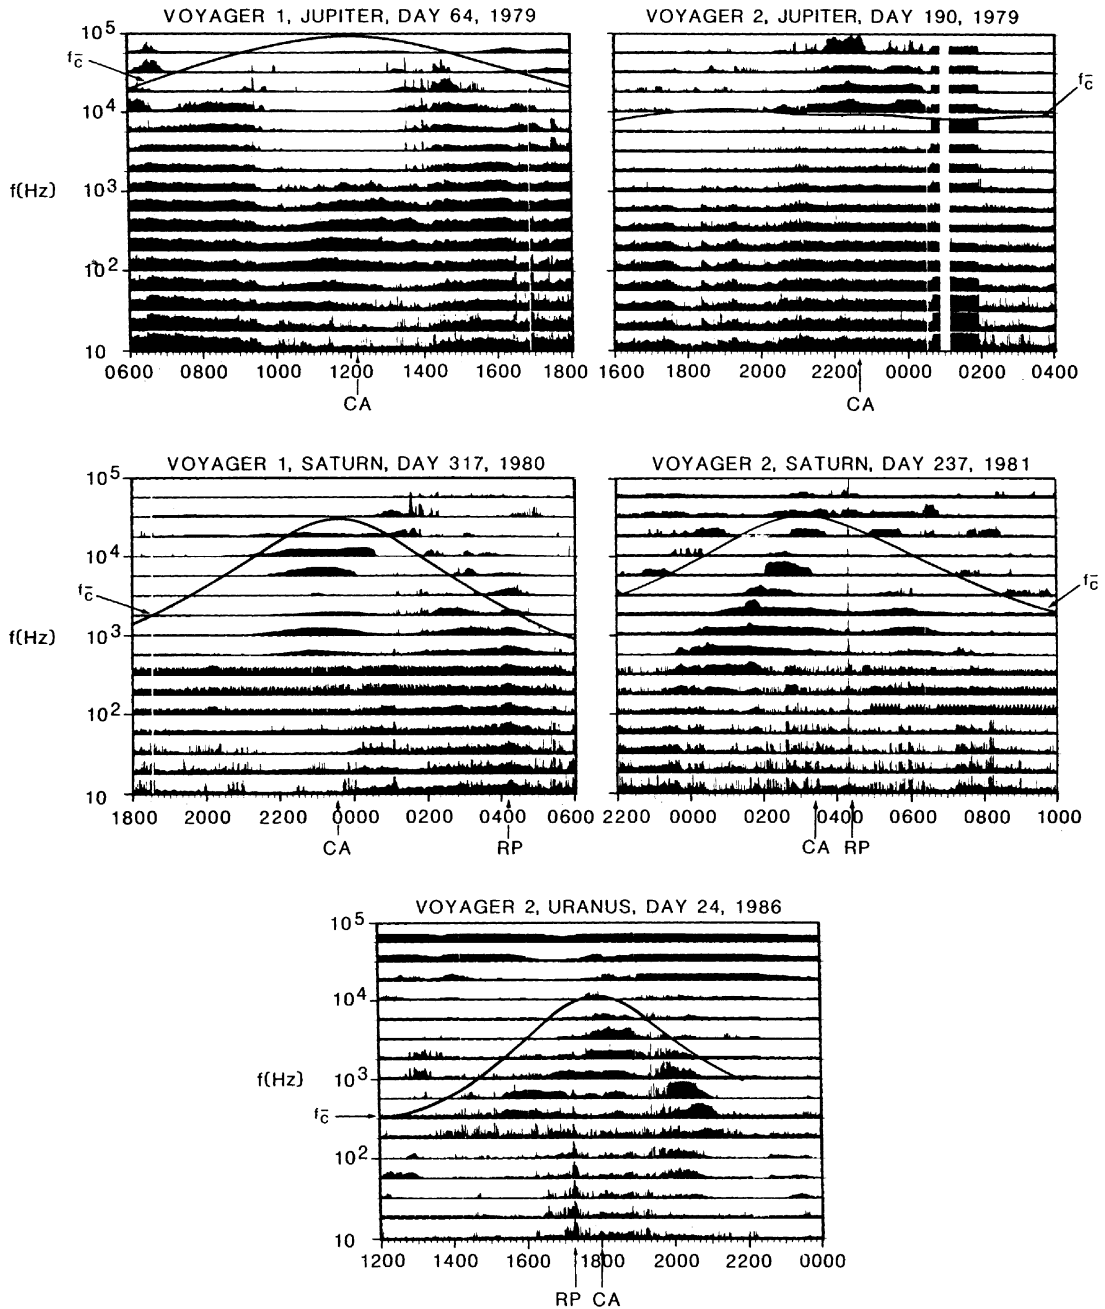 VOYAGER 1, JUPITER, DAY 64, 1979
10^5
f_c^-
10^4
f(Hz)
10^3
10^2
10
0600 0800 1000 1200 1400 1600 1800
CA
VOYAGER 2, JUPITER, DAY 190, 1979
f_c^-
1600 1800 2000 2200 0000 0200 0400
CA
VOYAGER 1, SATURN, DAY 317, 1980
10^5
10^4
f_c^-
f(Hz)
10^3
10^2
10
1800 2000 2200 0000 0200 0400 0600
CA RP
VOYAGER 2, SATURN, DAY 237, 1981
f_c^-
2200 0000 0200 0400 0600 0800 1000
CA RP
VOYAGER 2, URANUS, DAY 24, 1986
10^5
10^4
f(Hz)
10^3
f_c^-
10^2
10
1200 1400 1600 1800 2000 2200 0000
RP CA